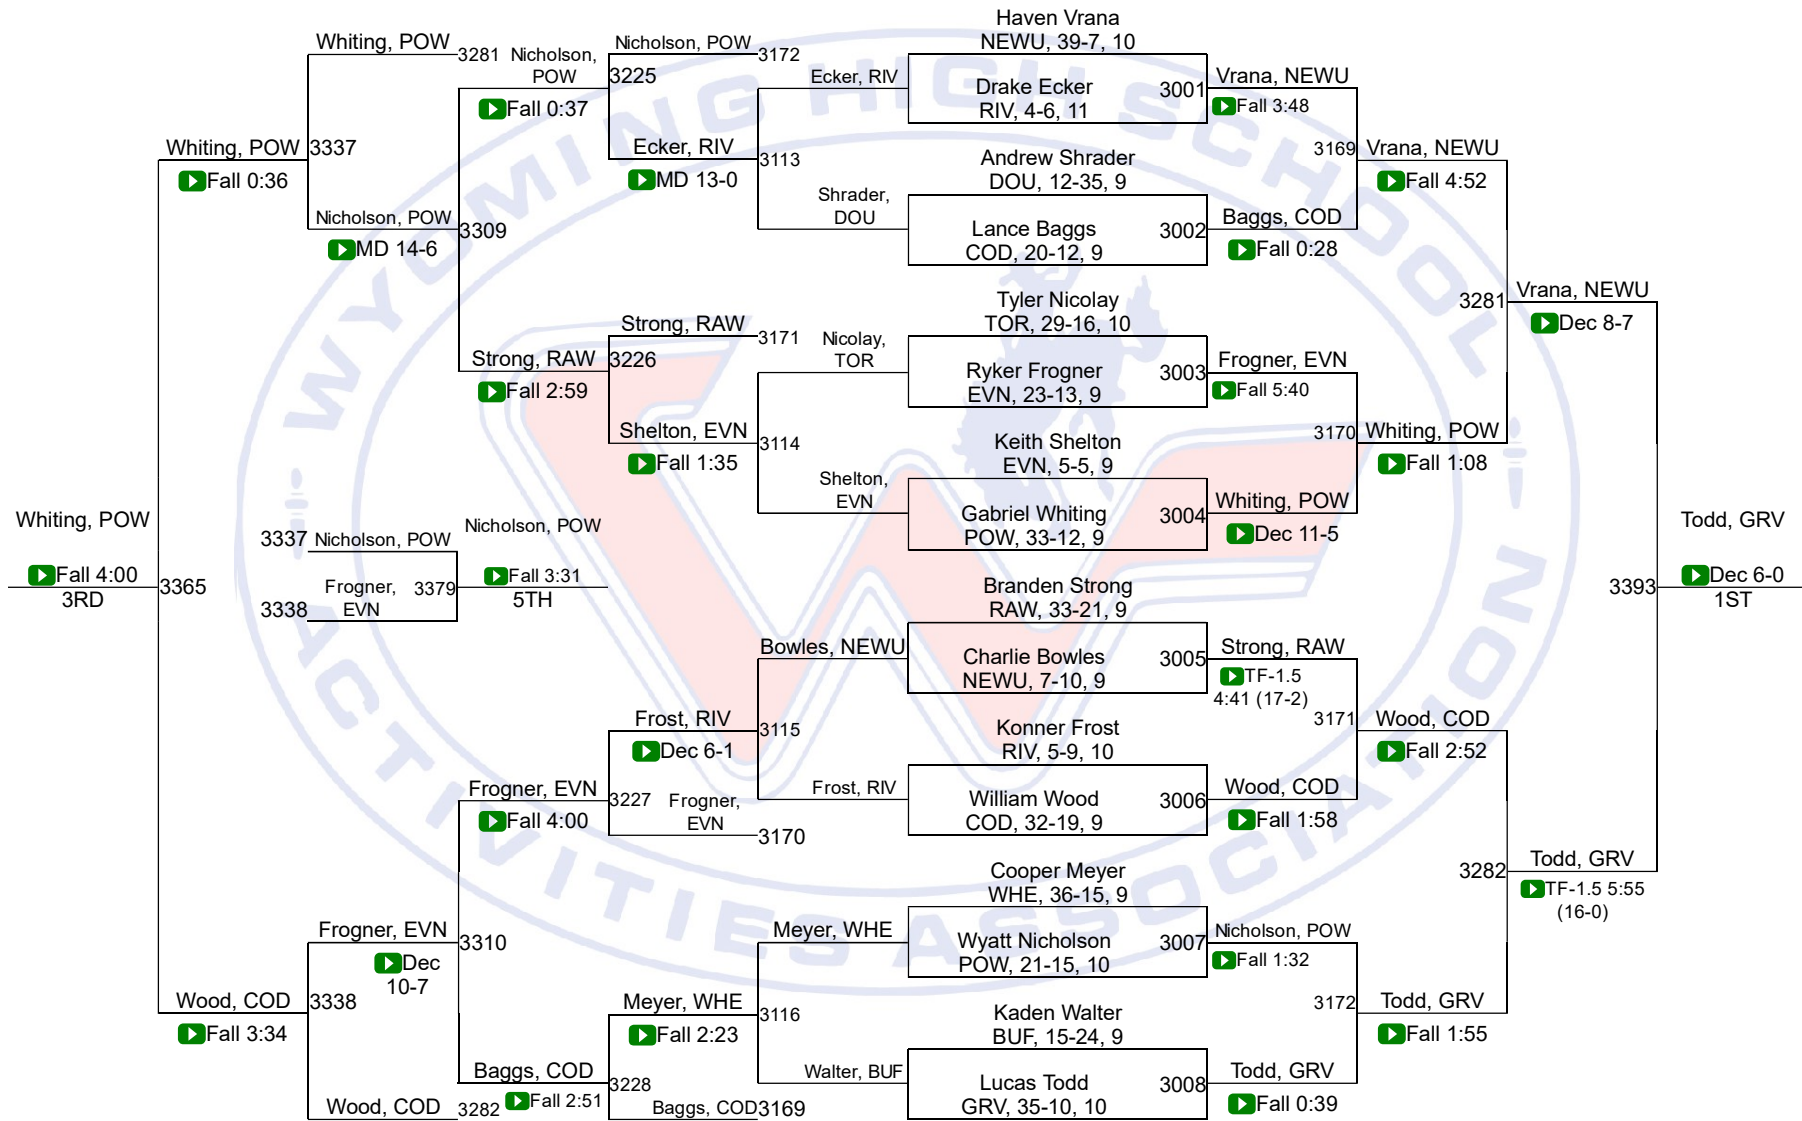 Haven Vrana
NEWU, 39-7, 10
Drake Ecker
RIV, 4-6, 11
3001
Andrew Shrader
DOU, 12-35, 9
Lance Baggs
COD, 20-12, 9
3002
Tyler Nicolay
TOR, 29-16, 10
Ryker Frogner
EVN, 23-13, 9
3003
Keith Shelton
EVN, 5-5, 9
Gabriel Whiting
POW, 33-12, 9
3004
Branden Strong
RAW, 33-21, 9
Charlie Bowles
NEWU, 7-10, 9
3005
Konner Frost
RIV, 5-9, 10
William Wood
COD, 32-19, 9
3006
Cooper Meyer
WHE, 36-15, 9
Wyatt Nicholson
POW, 21-15, 10
3007
Kaden Walter
BUF, 15-24, 9
Lucas Todd
GRV, 35-10, 10
3008
Vrana, NEWU
Fall 3:48
Baggs, COD
Fall 0:28
Frogner, EVN
Fall 5:40
Whiting, POW
Dec 11-5
Strong, RAW
TF-1.5
4:41 (17-2)
Wood, COD
Fall 1:58
Nicholson, POW
Fall 1:32
Todd, GRV
Fall 0:39
3169
Vrana, NEWU
Fall 4:52
3170
Whiting, POW
Fall 1:08
3171
Wood, COD
Fall 2:52
3172
Todd, GRV
Fall 1:55
3281
Vrana, NEWU
Dec 8-7
3282
Todd, GRV
TF-1.5 5:55
(16-0)
3393
Todd, GRV
Dec 6-0
1ST
Ecker, RIV
Shrader,
DOU
Nicolay,
TOR
Shelton,
EVN
Bowles, NEWU
Frost, RIV
Meyer, WHE
Walter, BUF
Nicholson, POW
3172
Ecker, RIV
3113
MD 13-0
Strong, RAW
3171
Shelton, EVN
3114
Fall 1:35
Frost, RIV
3115
Dec 6-1
Frogner,
EVN
3170
Meyer, WHE
3116
Fall 2:23
Baggs, COD
3169
Nicholson,
POW
3225
Fall 0:37
Strong, RAW
3226
Fall 2:59
Frogner, EVN
3227
Fall 4:00
Baggs, COD
3228
Fall 2:51
Whiting, POW
3281
Nicholson, POW
3309
MD 14-6
Frogner, EVN
3310
Dec
10-7
Wood, COD
3282
Whiting, POW
3337
Fall 0:36
Wood, COD
3338
Fall 3:34
Whiting, POW
Fall 4:00
3365
3RD
3337
Nicholson, POW
3338
Frogner,
EVN
3379
Nicholson, POW
Fall 3:31
5TH
WYOMING HIGH SCHOOL
ACTIVITIES ASSOCIATION